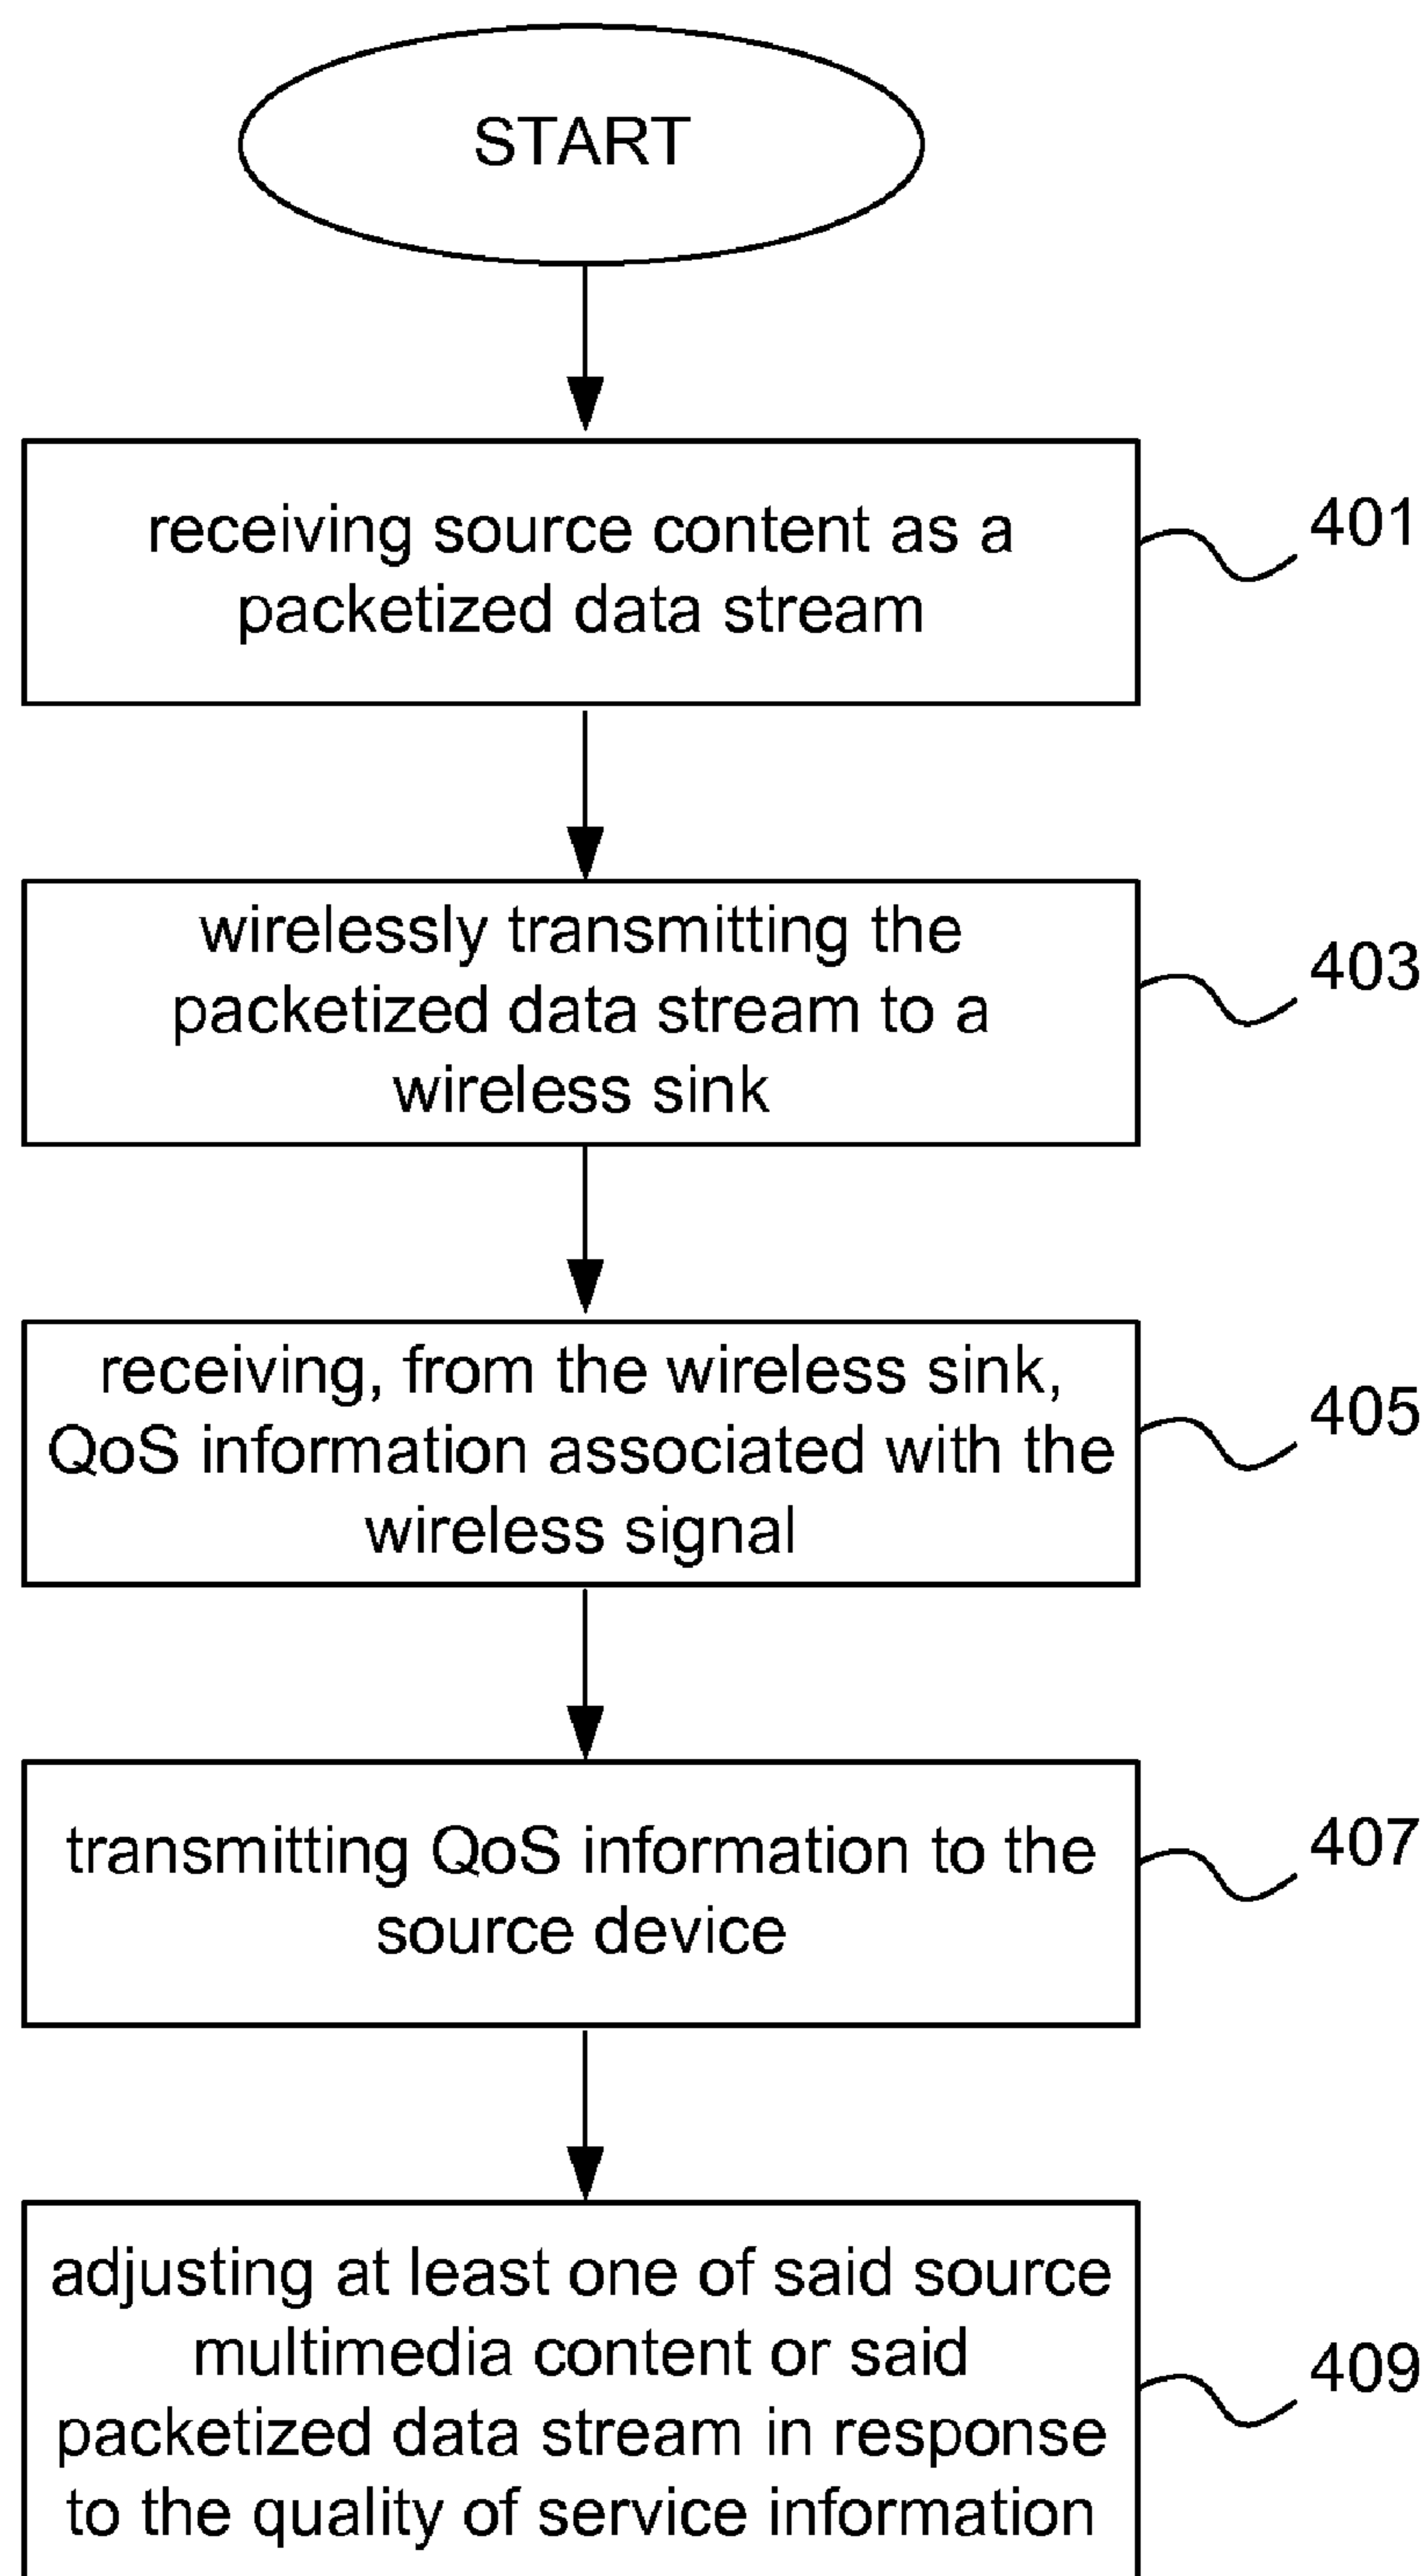 START
receiving source content as a
packetized data stream
401
wirelessly transmitting the
packetized data stream to a
wireless sink
403
receiving, from the wireless sink,
QoS information associated with the
wireless signal
405
transmitting QoS information to the
source device
407
adjusting at least one of said source
multimedia content or said
packetized data stream in response
to the quality of service information
409